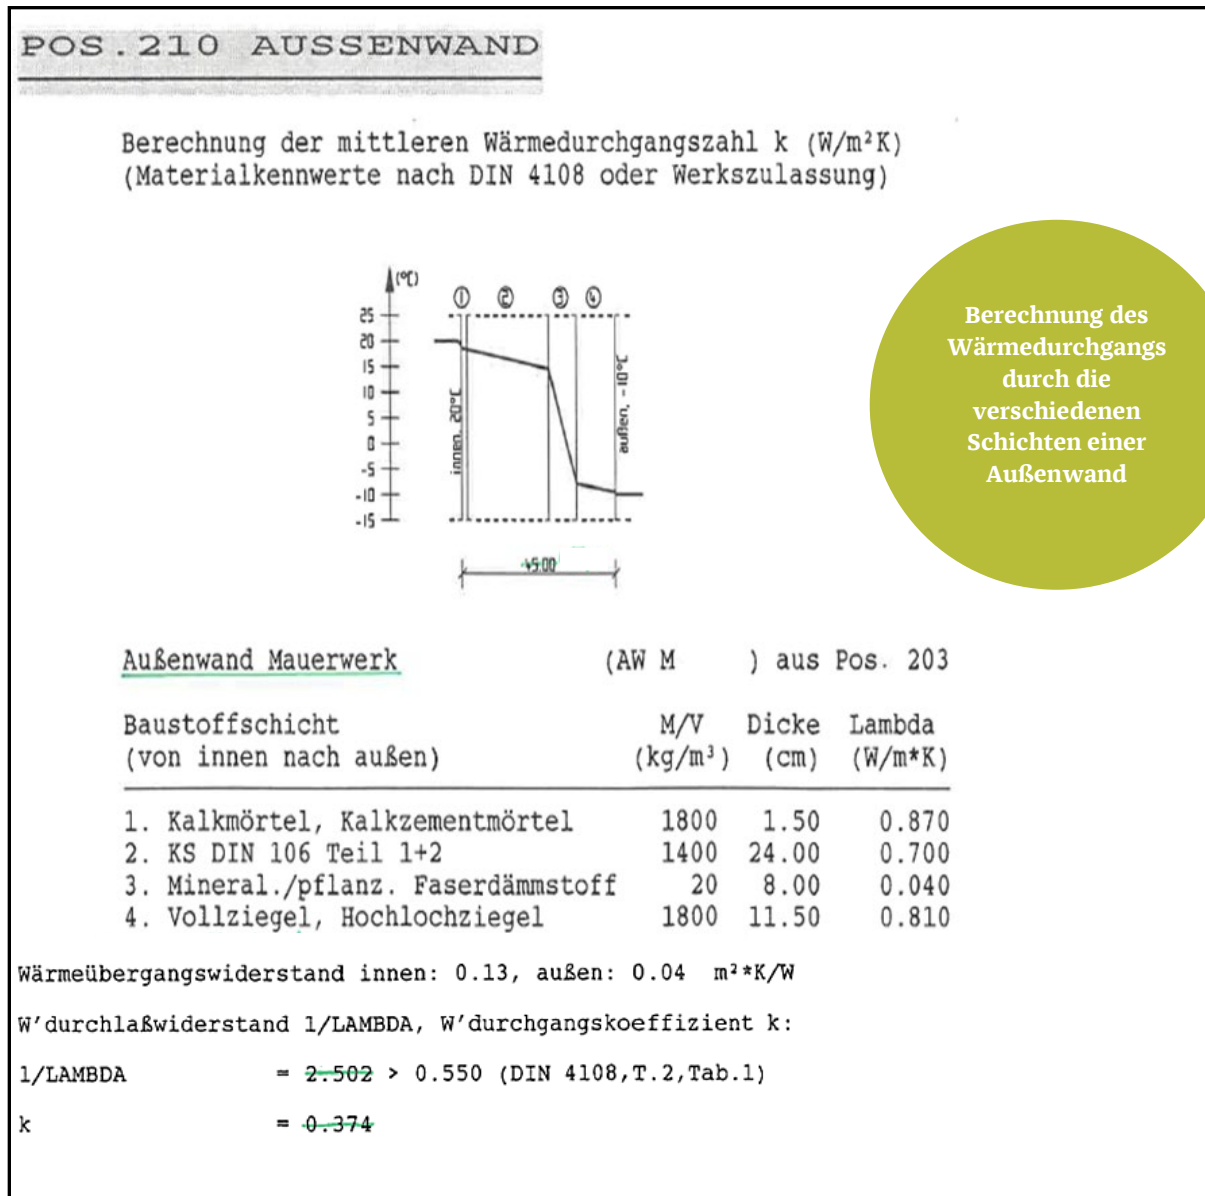 POS.210 AUSSENWAND
Berechnung der mittleren Wärmedurchgangszahl k (W/m²K)
(Materialkennwerte nach DIN 4108 oder Werkszulassung)
(°C)
① ② ③ ④
25
20
15
10
5
0
-5
-10
-15
innen, 20°C
außen, -10°C
45.00
Berechnung des
Wärmedurchgangs
durch die
verschiedenen
Schichten einer
Außenwand
Außenwand Mauerwerk (AW M ) aus Pos. 203
Baustoffschicht M/V Dicke Lambda
(von innen nach außen) (kg/m³) (cm) (W/m*K)
1. Kalkmörtel, Kalkzementmörtel 1800 1.50 0.870
2. KS DIN 106 Teil 1+2 1400 24.00 0.700
3. Mineral./pflanz. Faserdämmstoff 20 8.00 0.040
4. Vollziegel, Hochlochziegel 1800 11.50 0.810
Wärmeübergangswiderstand innen: 0.13, außen: 0.04 m²*K/W
W'durchlaßwiderstand 1/LAMBDA, W'durchgangskoeffizient k:
1/LAMBDA = 2.502 > 0.550 (DIN 4108,T.2,Tab.1)
k = 0.374